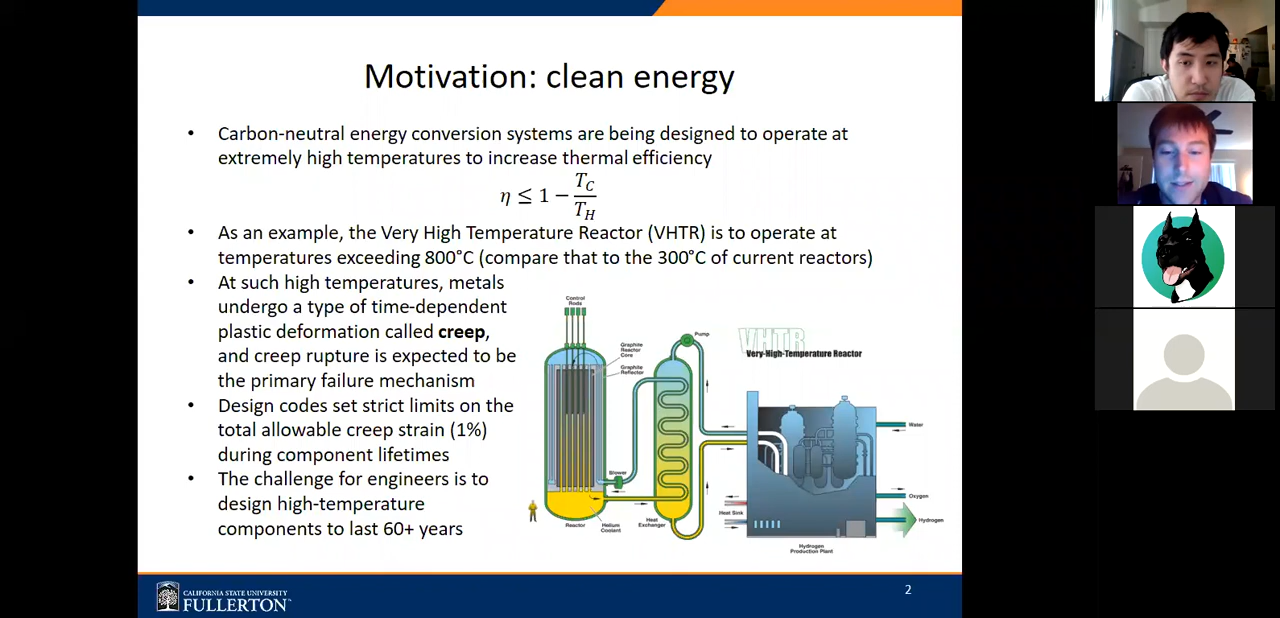 Motivation: clean energy
• Carbon-neutral energy conversion systems are being designed to operate at
extremely high temperatures to increase thermal efficiency
η ≤ 1 − T_C / T_H
• As an example, the Very High Temperature Reactor (VHTR) is to operate at
temperatures exceeding 800°C (compare that to the 300°C of current reactors)
• At such high temperatures, metals
undergo a type of time-dependent
plastic deformation called creep,
and creep rupture is expected to be
the primary failure mechanism
• Design codes set strict limits on the
total allowable creep strain (1%)
during component lifetimes
• The challenge for engineers is to
design high-temperature
components to last 60+ years
Control
Rods
Graphite
Reactor
Core
Graphite
Reflector
Blower
Reactor
Helium
Coolant
Heat
Exchanger
Pump
VHTR
Very-High-Temperature Reactor
Water
Oxygen
Hydrogen
Heat Sink
Hydrogen
Production Plant
CALIFORNIA STATE UNIVERSITY
FULLERTON™
2